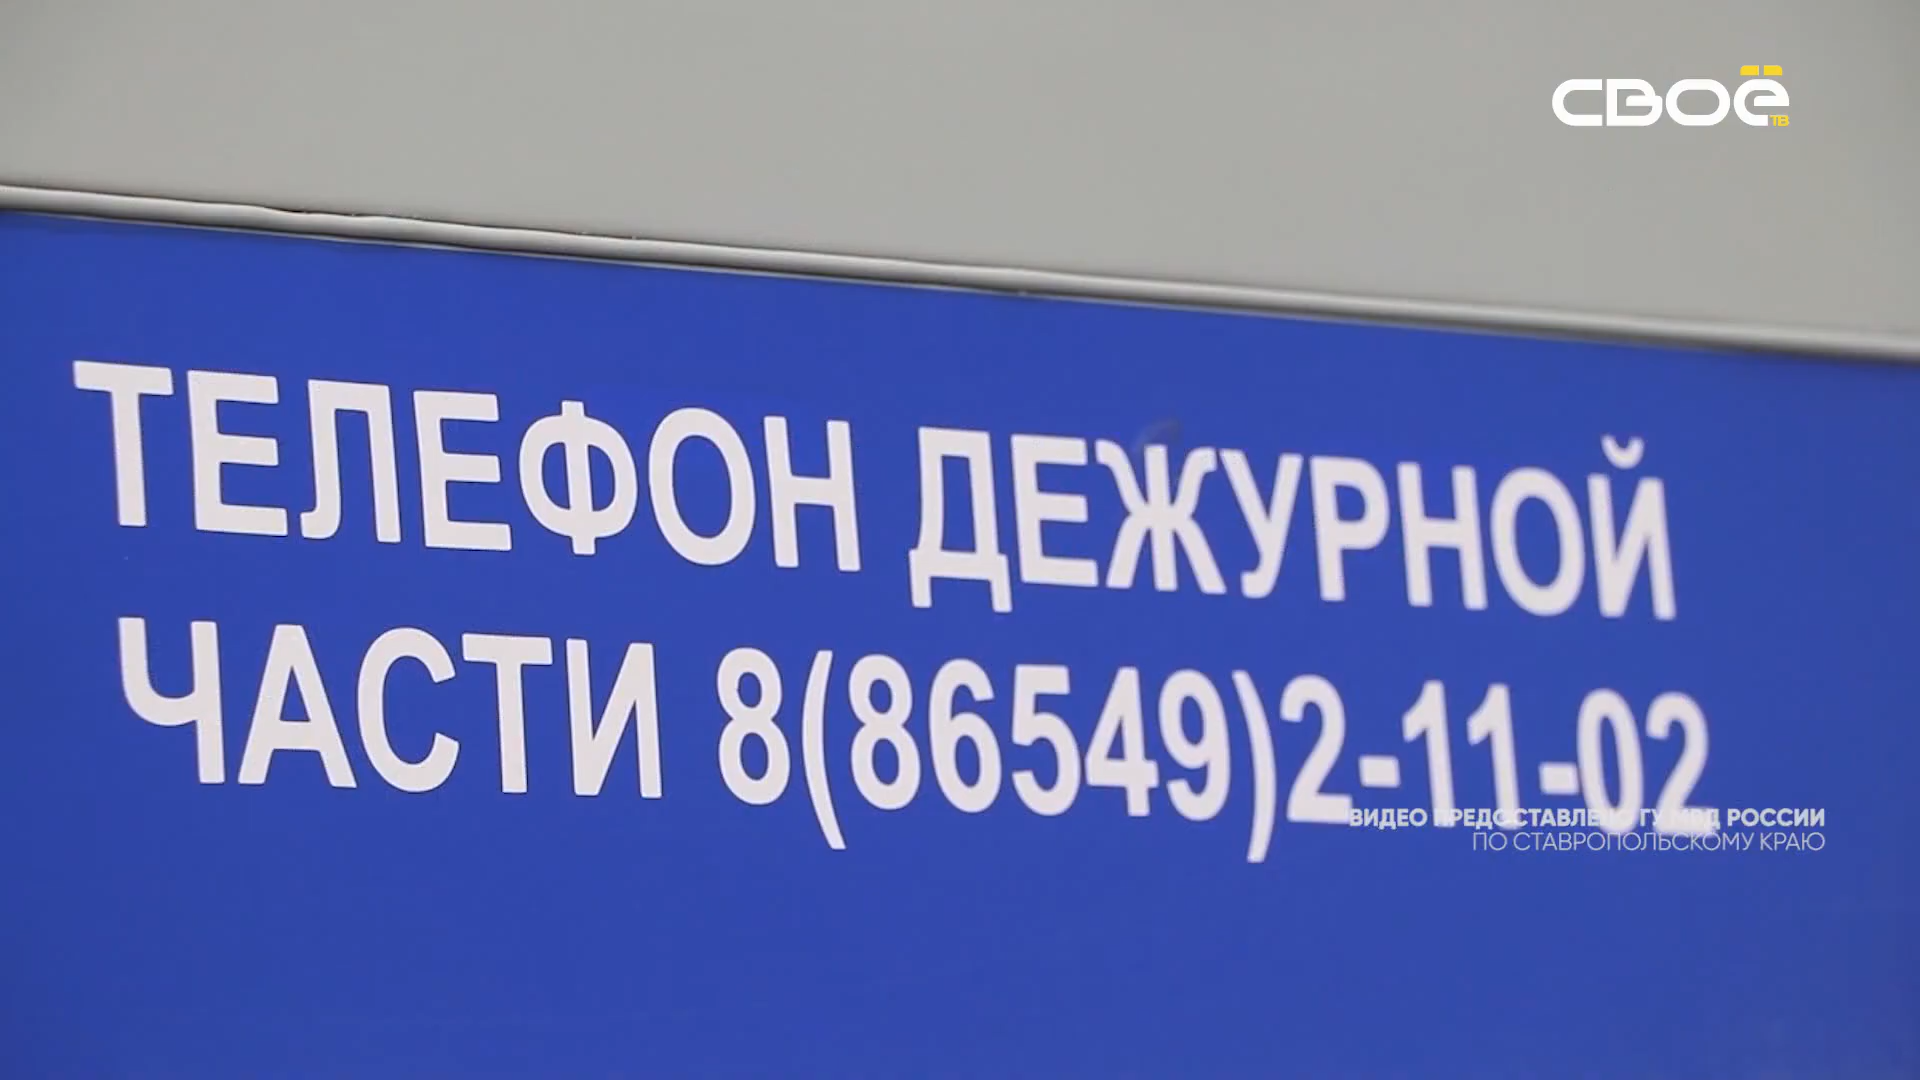 СВОЁ
ТВ
ТЕЛЕФОН ДЕЖУРНОЙ
ЧАСТИ 8(86549)2-11-02
ВИДЕО ПРЕДОСТАВЛЕНО ГУ МВД РОССИИ
ПО СТАВРОПОЛЬСКОМУ КРАЮ